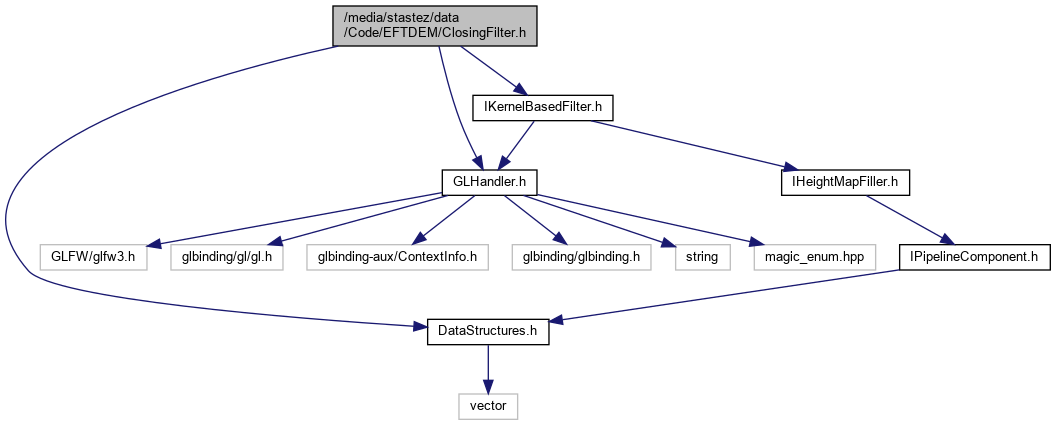 /media/stastez/data
/Code/EFTDEM/ClosingFilter.h
IKernelBasedFilter.h
GLHandler.h
IHeightMapFiller.h
GLFW/glfw3.h
glbinding/gl/gl.h
glbinding-aux/ContextInfo.h
glbinding/glbinding.h
string
magic_enum.hpp
IPipelineComponent.h
DataStructures.h
vector